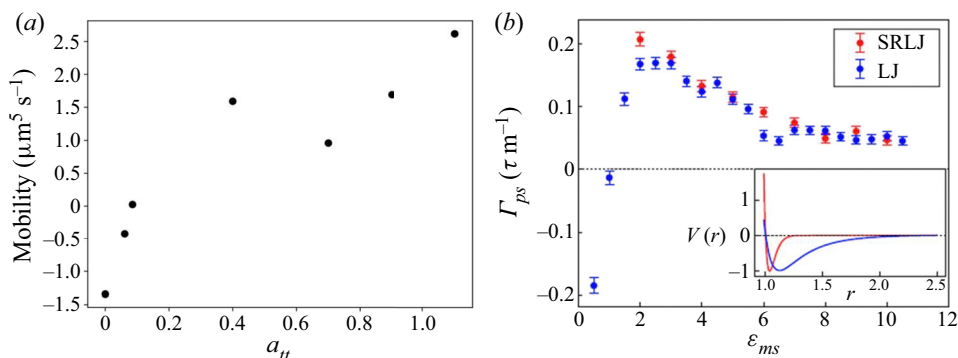 (a)
2.5
2.0
1.5
1.0
0.5
0
−0.5
−1.0
−1.5
Mobility (μm⁵ s⁻¹)
0 0.2 0.4 0.6 0.8 1.0
a_tt
(b)
0.2
0.1
0
−0.1
−0.2
Γ_ps (τ m⁻¹)
SRLJ
LJ
1
0
−1
V(r)
1.0 1.5 2.0 2.5
r
0 2 4 6 8 10 12
ε_ms